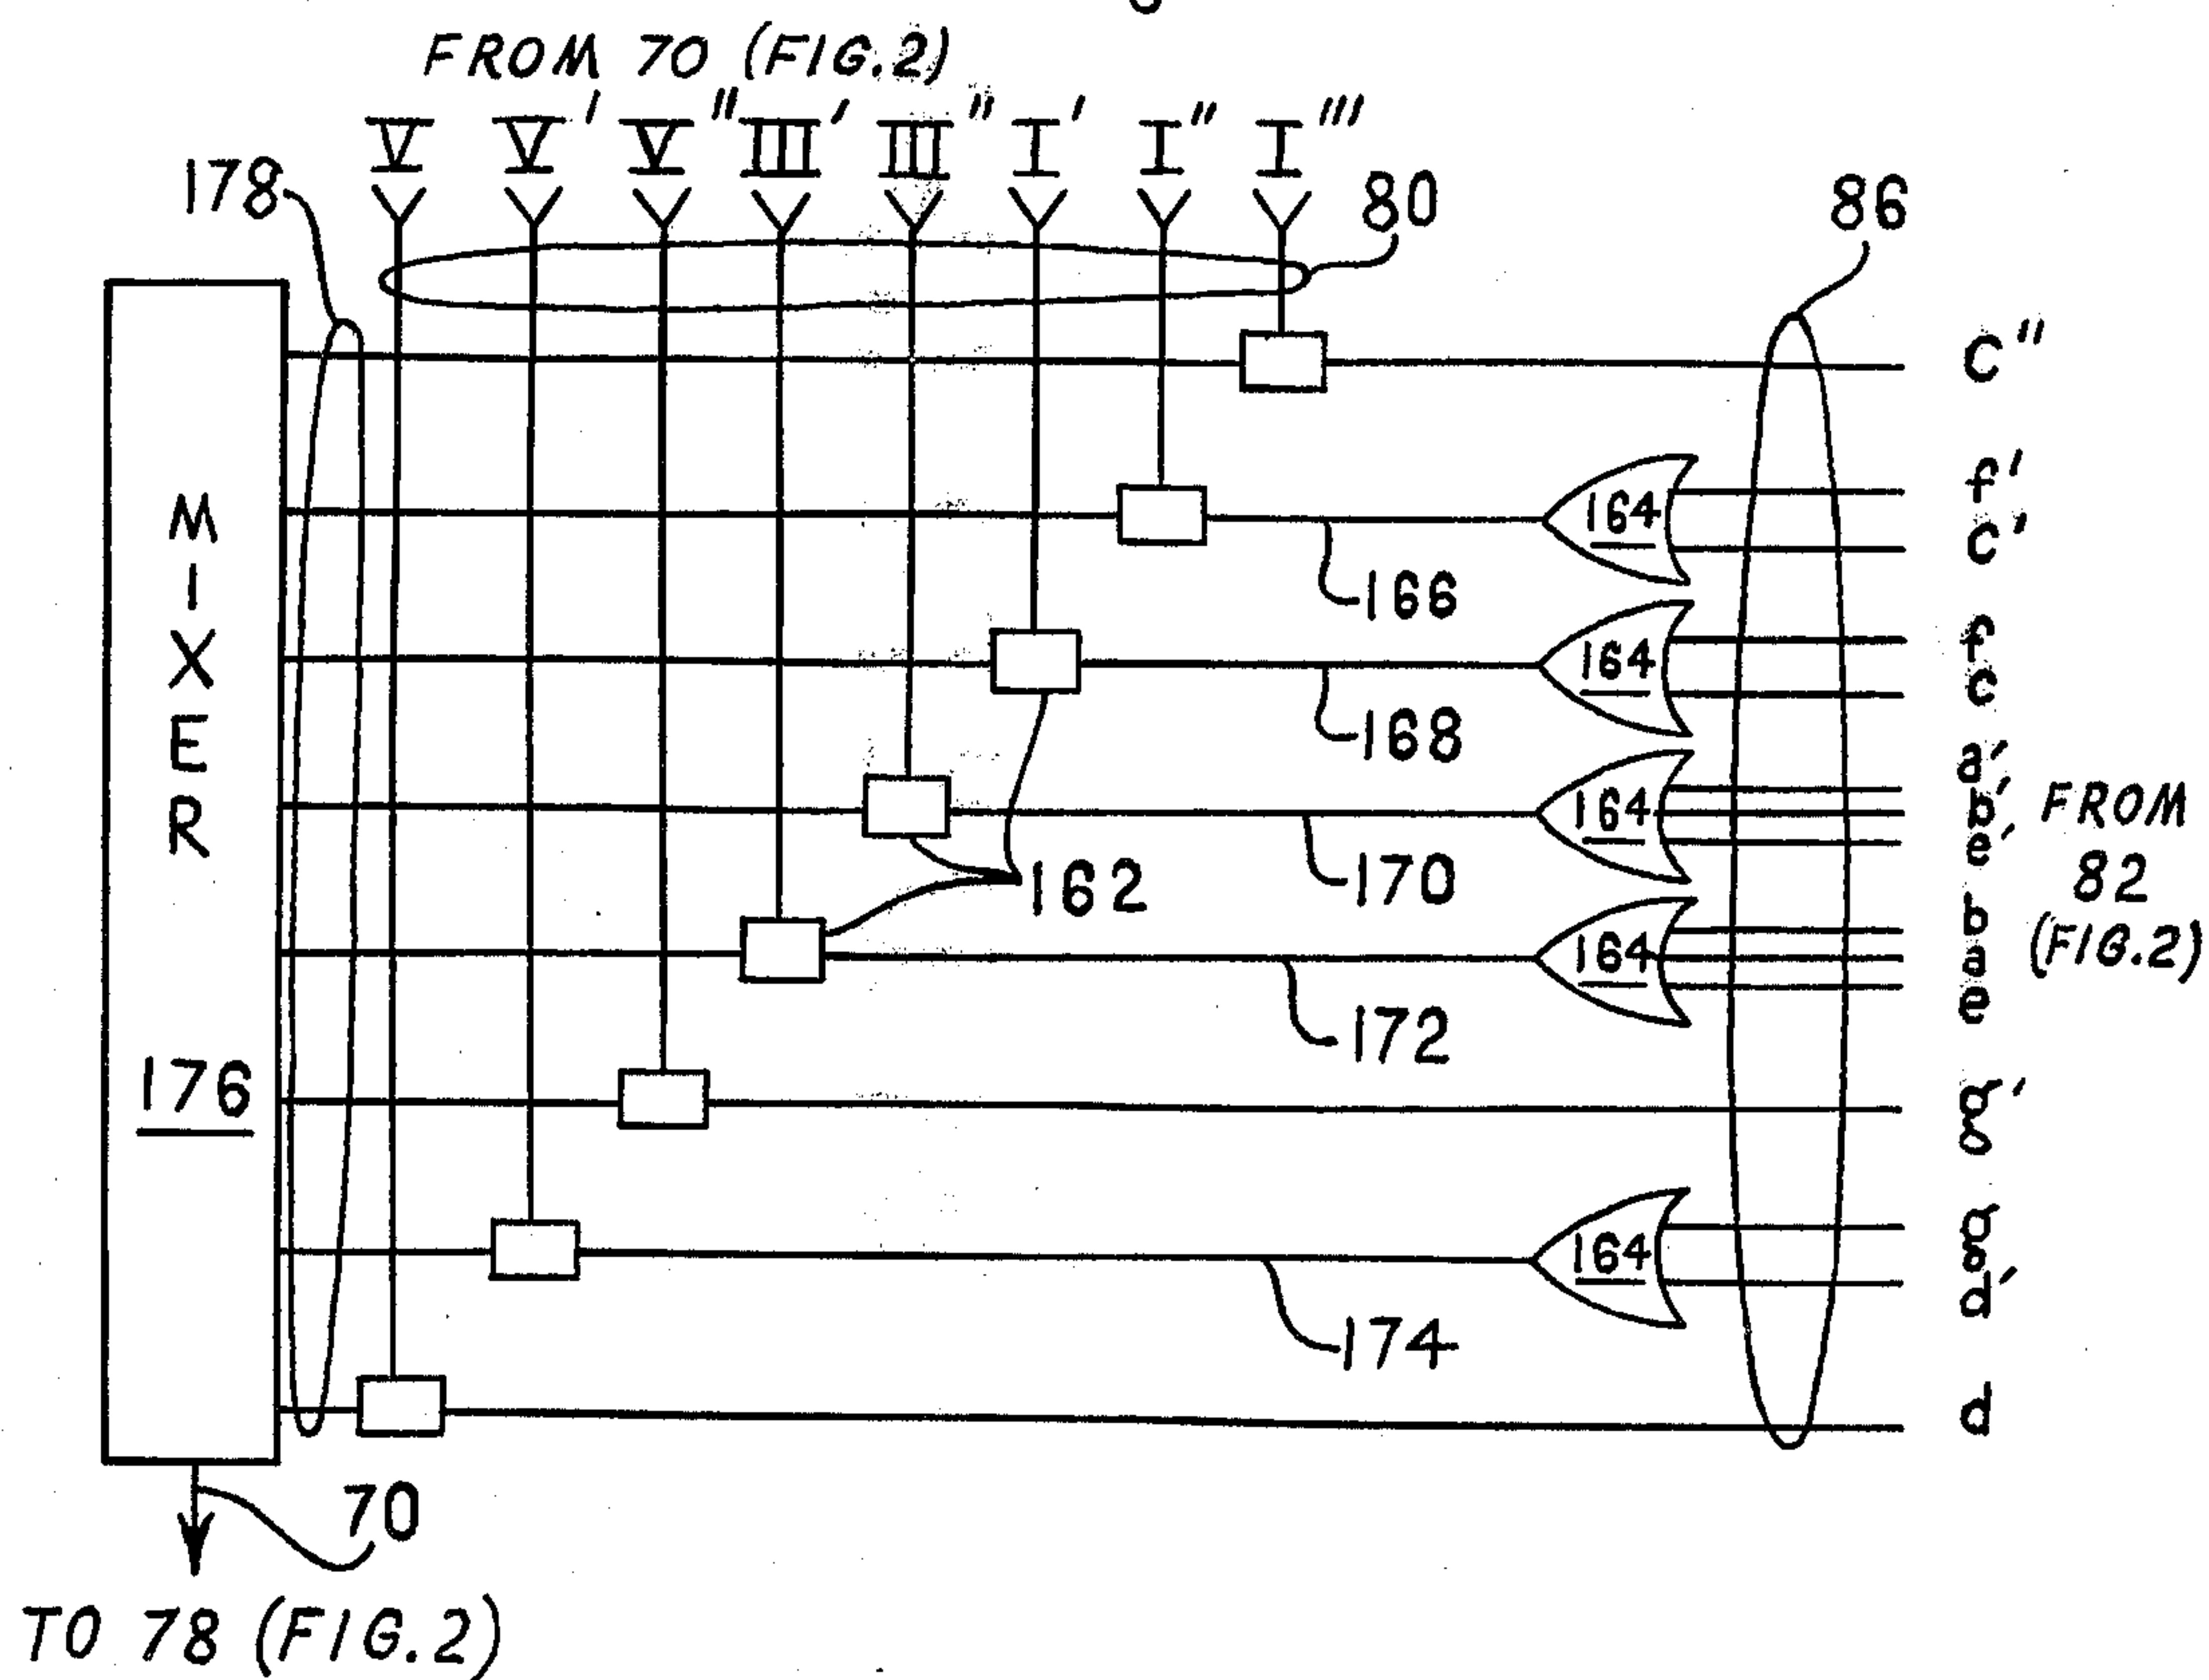 FROM 70 (FIG.2)
V V' V" III' III" I' I" I'''
178
80
86
C"
f'
164
c'
166
f
164
c
168
a'
164
b'
FROM
e'
170
162
82
b
164
a
(FIG.2)
e
172
g'
g
164
d'
174
d
MIXER
176
70
TO 78 (FIG.2)